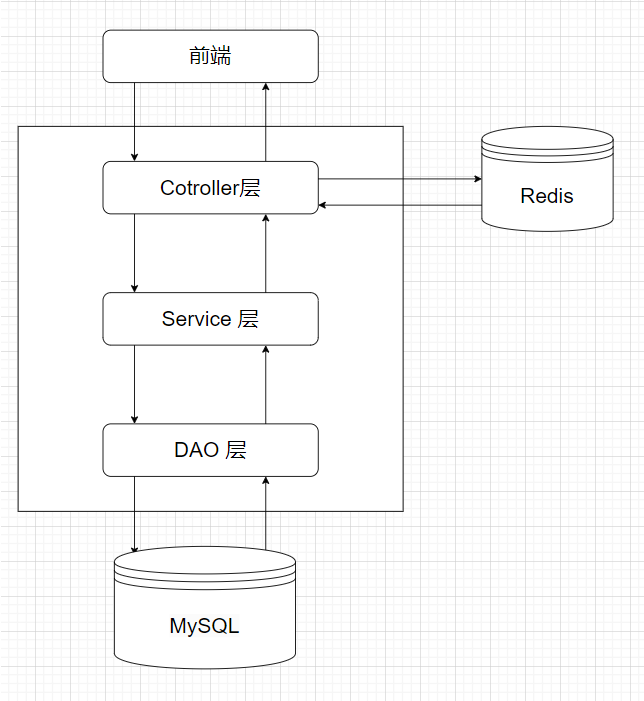 前端
Cotroller层
Redis
Service 层
DAO 层
MySQL